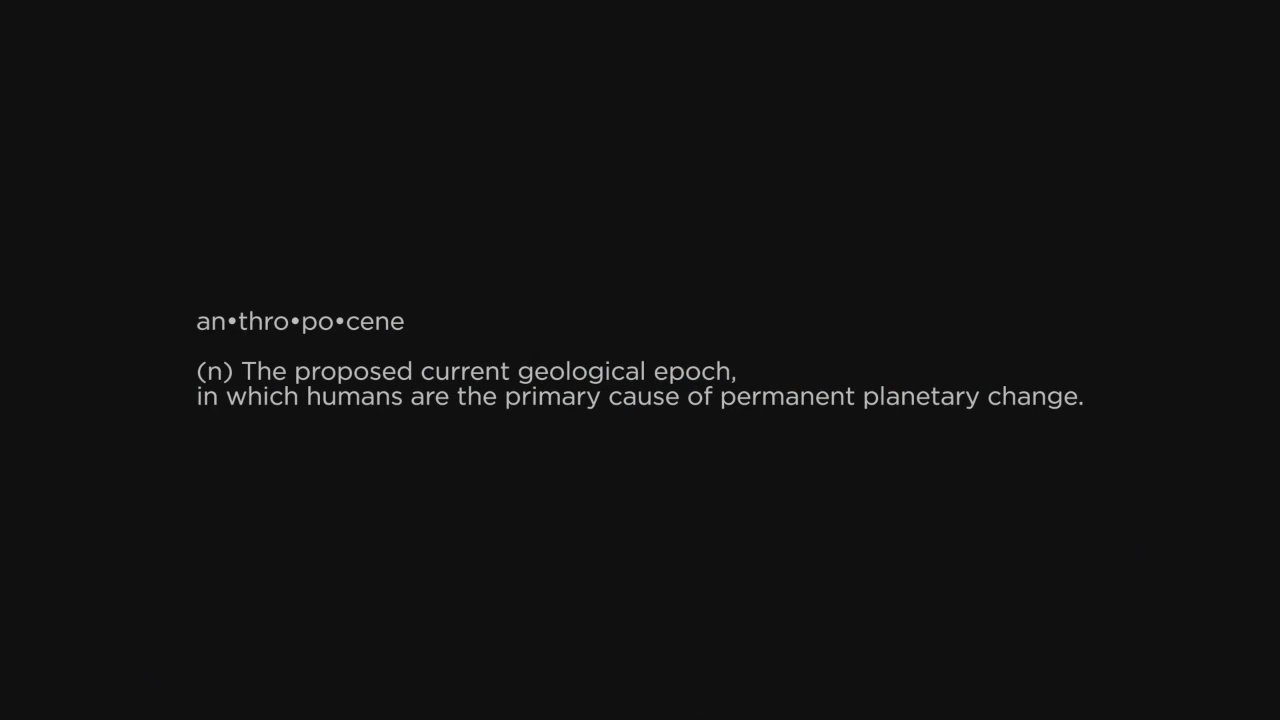 an•thro•po•cene
(n) The proposed current geological epoch,
in which humans are the primary cause of permanent planetary change.